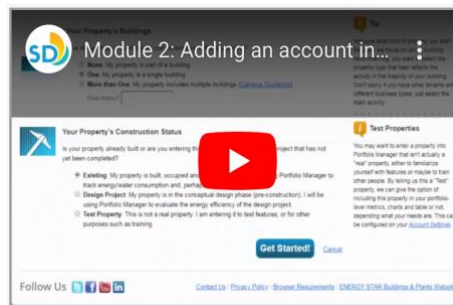 SD
Module 2: Adding an account in...
Your Property's Buildings
None: My property is part of a building
One: My property is a single building
More than One: My property includes multiple buildings (Campus Guidance)
How many?
Tip
Your Property's Construction Status
Is your property already built or are you entering this
project that has not
yet been completed?
Existing: My property is built, occupied and
Portfolio Manager to
track energy/water consumption and, perhaps
Design Project: My property is in the conceptual design phase (pre-construction); I will be
using Portfolio Manager to evaluate the energy efficiency of the design project.
Test Property: This is not a real property. I am entering it to test features, or for other
purposes such as training.
Get Started!
Cancel
Test Properties
You may want to enter a property into
Portfolio Manager that isn't actually a
"real" property, either to familiarize
yourself with features or maybe to train
other people. By telling us this a "Test"
property, we can give the option of
including this property in your portfolio-
level metrics, charts and table or not,
depending what your needs are. This can
be configured on your Account Settings
Follow Us
Contact Us | Privacy Policy | Browser Requirements | ENERGY STAR Buildings & Plants Website